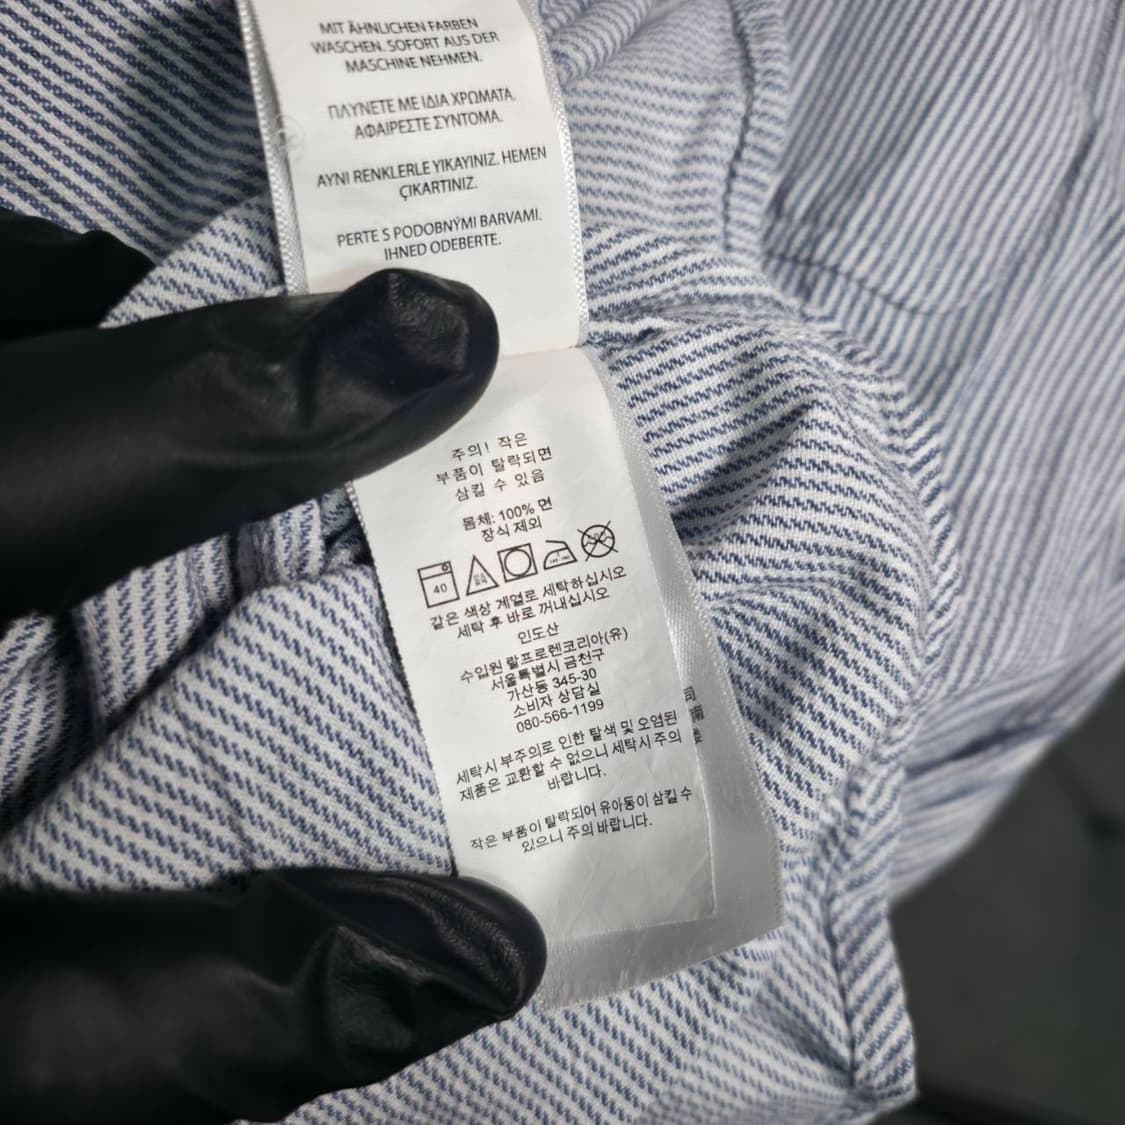 MIT ÄHNLICHEN FARBEN
WASCHEN. SOFORT AUS DER
MASCHINE NEHMEN.
ΠΛΥΝΕΤΕ ΜΕ ΙΔΙΑ ΧΡΩΜΑΤΑ.
ΑΦΑΙΡΕΣΤΕ ΣΥΝΤΟΜΑ.
AYNI RENKLERLE YIKAYINIZ. HEMEN
ÇIKARTINIZ.
PERTE S PODOBNÝMI BARVAMI.
IHNED ODEBERTE.
주의! 작은
부품이 탈락되면
삼킬 수 있음
몸체: 100% 면
장식 제외
40
같은 색상 계열로 세탁하십시오
세탁 후 바로 꺼내십시오
인도산
수입원 랄프로렌코리아(유)
서울특별시 금천구
가산동 345-30
소비자 상담실
080-566-1199
세탁시 부주의로 인한 탈색 및 오염된
제품은 교환할 수 없으니 세탁시 주의
바랍니다.
작은 부품이 탈락되어 유아동이 삼킬 수
있으니 주의 바랍니다.